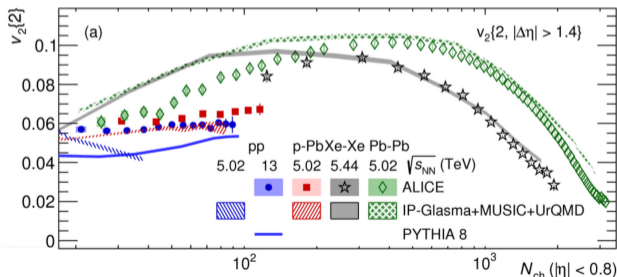 v₂{2}
(a)
v₂{2, |Δη| > 1.4}
0.1
0.08
0.06
0.04
0.02
0
pp p-Pb Xe-Xe Pb-Pb
5.02 13 5.02 5.44 5.02 √sNN (TeV)
ALICE
IP-Glasma+MUSIC+UrQMD
PYTHIA 8
10² 10³
Nch (|η| < 0.8)